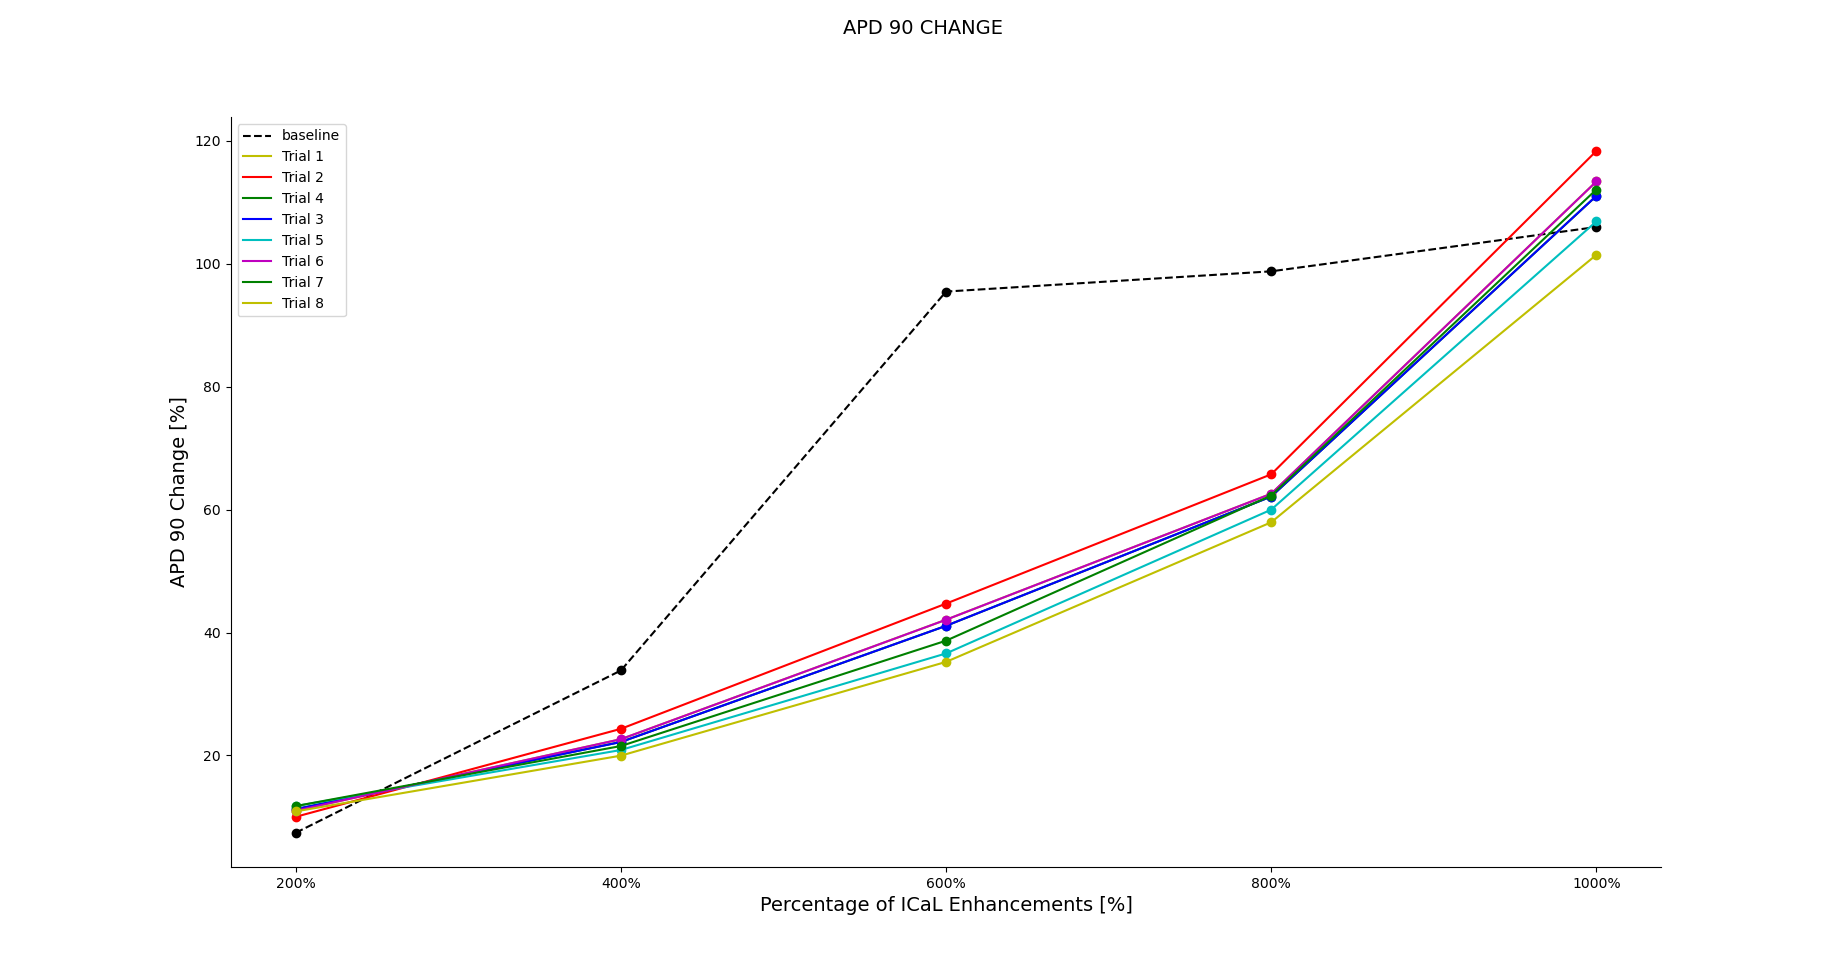 APD 90 CHANGE
baseline
Trial 1
Trial 2
Trial 4
Trial 3
Trial 5
Trial 6
Trial 7
Trial 8
120
100
80
60
40
20
APD 90 Change [%]
200% 400% 600% 800% 1000%
Percentage of ICaL Enhancements [%]